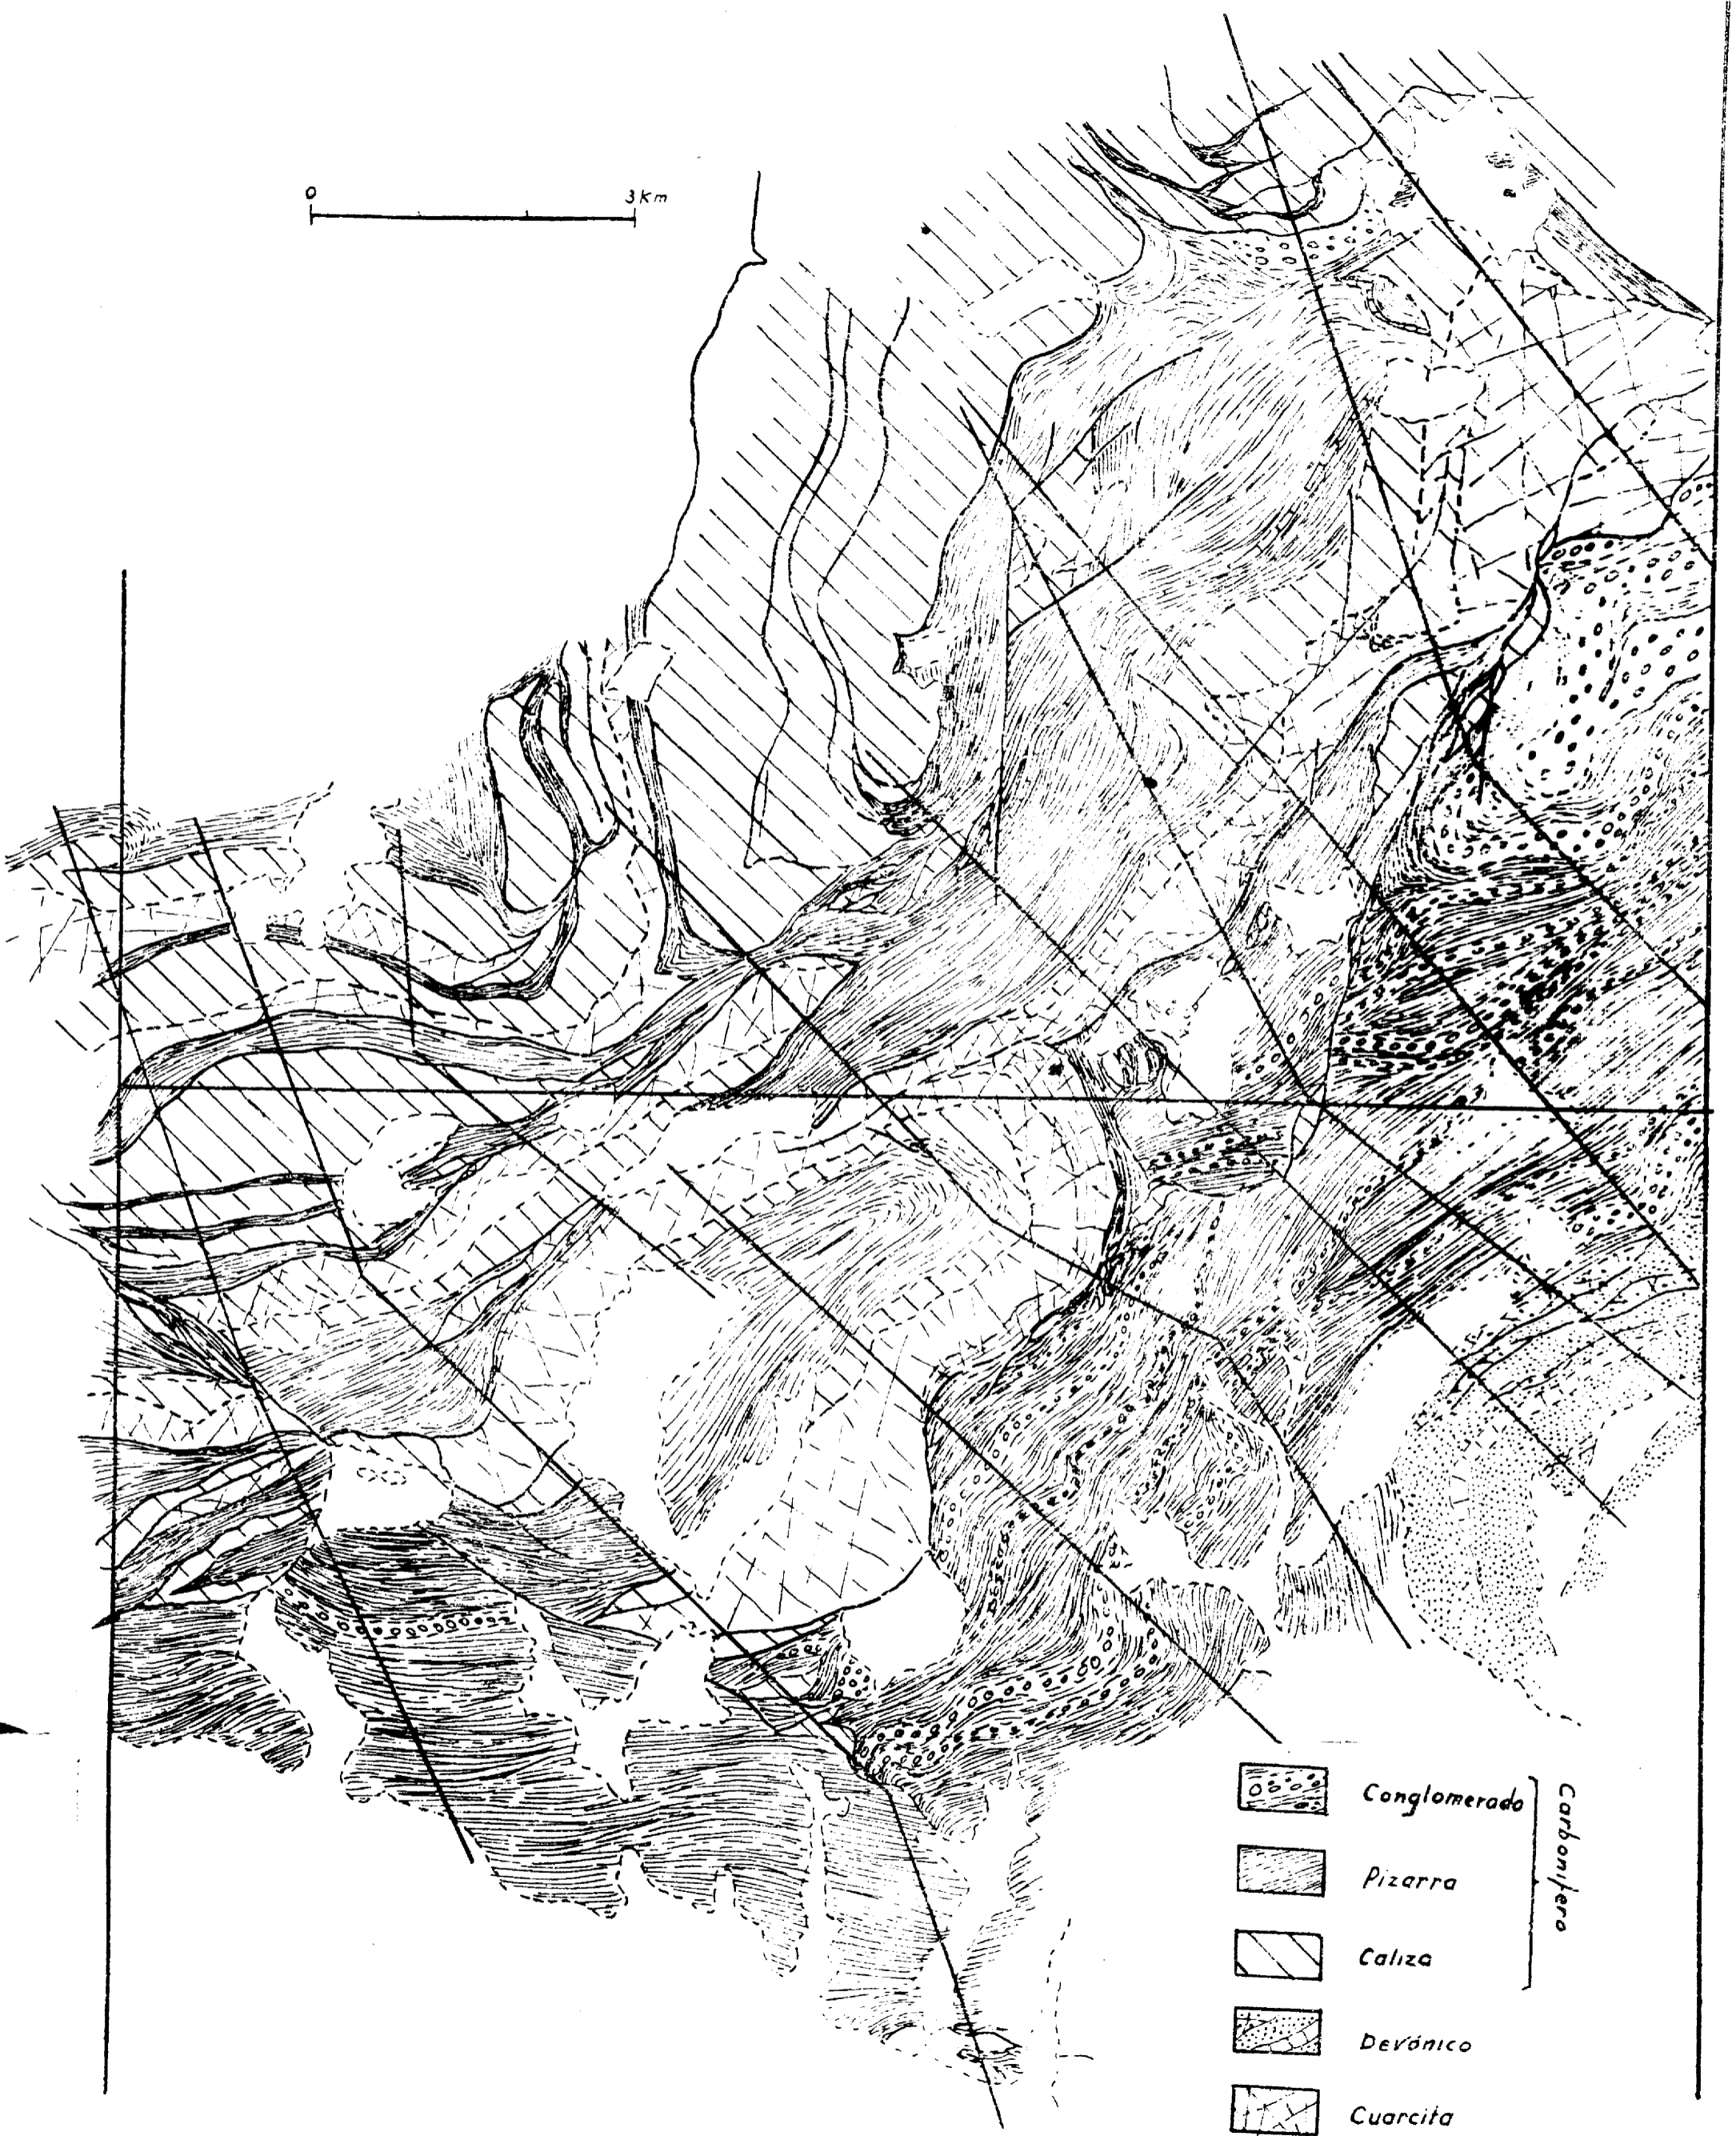 0 3 km
Conglomerado
Pizarra
Caliza
Carbonífero
Devónico
Cuarcita